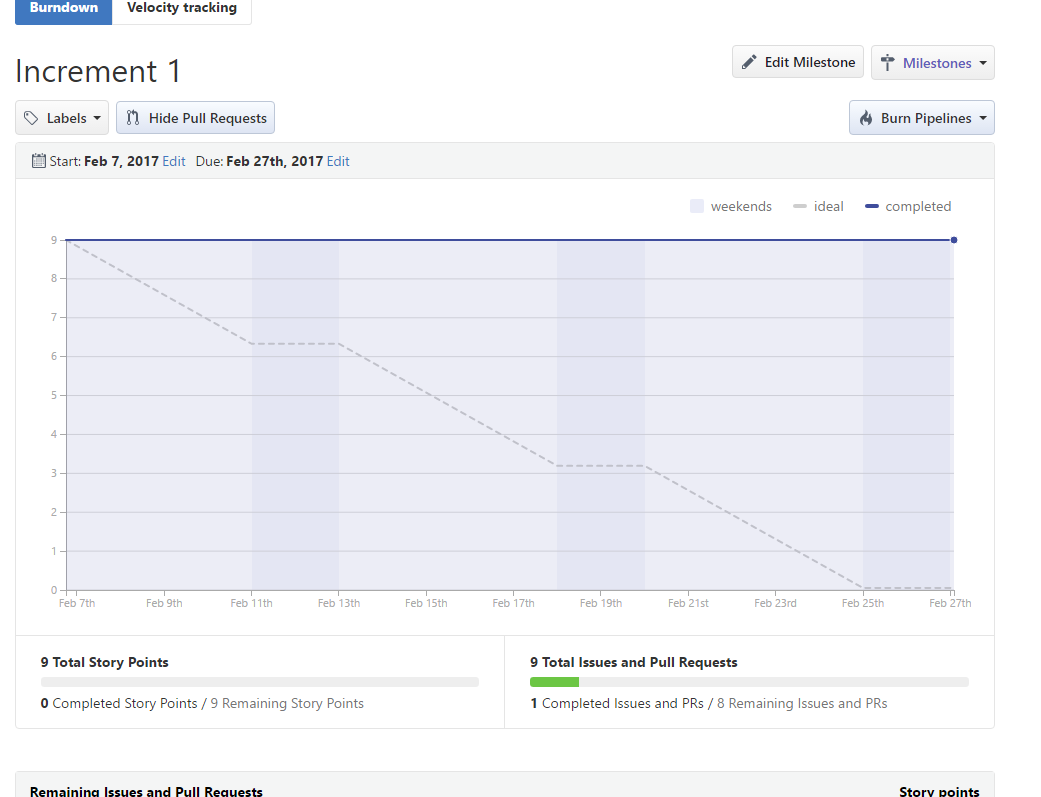 Burndown Velocity tracking
Increment 1
Edit Milestone Milestones
Labels Hide Pull Requests Burn Pipelines
Start: Feb 7, 2017 Edit Due: Feb 27th, 2017 Edit
weekends ideal completed
9
8
7
6
5
4
3
2
1
0
Feb 7th Feb 9th Feb 11th Feb 13th Feb 15th Feb 17th Feb 19th Feb 21st Feb 23rd Feb 25th Feb 27th
9 Total Story Points
0 Completed Story Points / 9 Remaining Story Points
9 Total Issues and Pull Requests
1 Completed Issues and PRs / 8 Remaining Issues and PRs
Remaining Issues and Pull Requests Story points